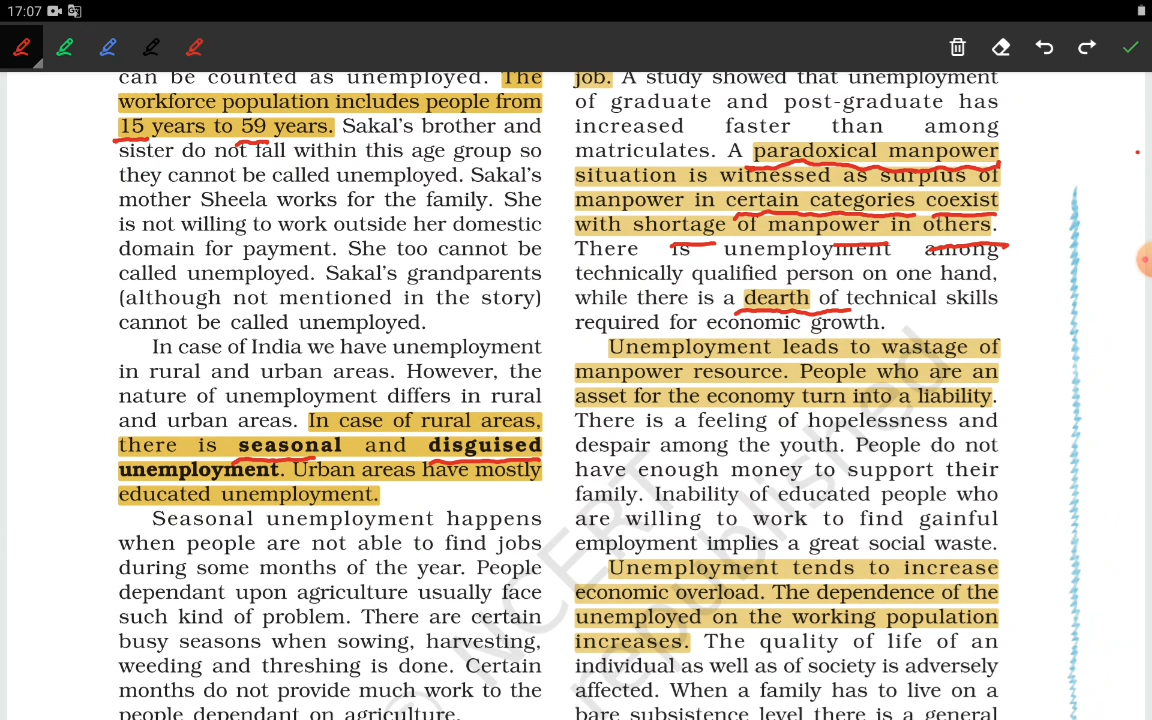 17:07
can be counted as unemployed. The
workforce population includes people from
15 years to 59 years. Sakal's brother and
sister do not fall within this age group so
they cannot be called unemployed. Sakal's
mother Sheela works for the family. She
is not willing to work outside her domestic
domain for payment. She too cannot be
called unemployed. Sakal's grandparents
(although not mentioned in the story)
cannot be called unemployed.
In case of India we have unemployment
in rural and urban areas. However, the
nature of unemployment differs in rural
and urban areas. In case of rural areas,
there is seasonal and disguised
unemployment. Urban areas have mostly
educated unemployment.
Seasonal unemployment happens
when people are not able to find jobs
during some months of the year. People
dependant upon agriculture usually face
such kind of problem. There are certain
busy seasons when sowing, harvesting,
weeding and threshing is done. Certain
months do not provide much work to the
people dependant on agriculture.
job. A study showed that unemployment
of graduate and post-graduate has
increased faster than among
matriculates. A paradoxical manpower
situation is witnessed as surplus of
manpower in certain categories coexist
with shortage of manpower in others.
There is unemployment among
technically qualified person on one hand,
while there is a dearth of technical skills
required for economic growth.
Unemployment leads to wastage of
manpower resource. People who are an
asset for the economy turn into a liability.
There is a feeling of hopelessness and
despair among the youth. People do not
have enough money to support their
family. Inability of educated people who
are willing to work to find gainful
employment implies a great social waste.
Unemployment tends to increase
economic overload. The dependence of the
unemployed on the working population
increases. The quality of life of an
individual as well as of society is adversely
affected. When a family has to live on a
bare subsistence level there is a general
NCERT
republished